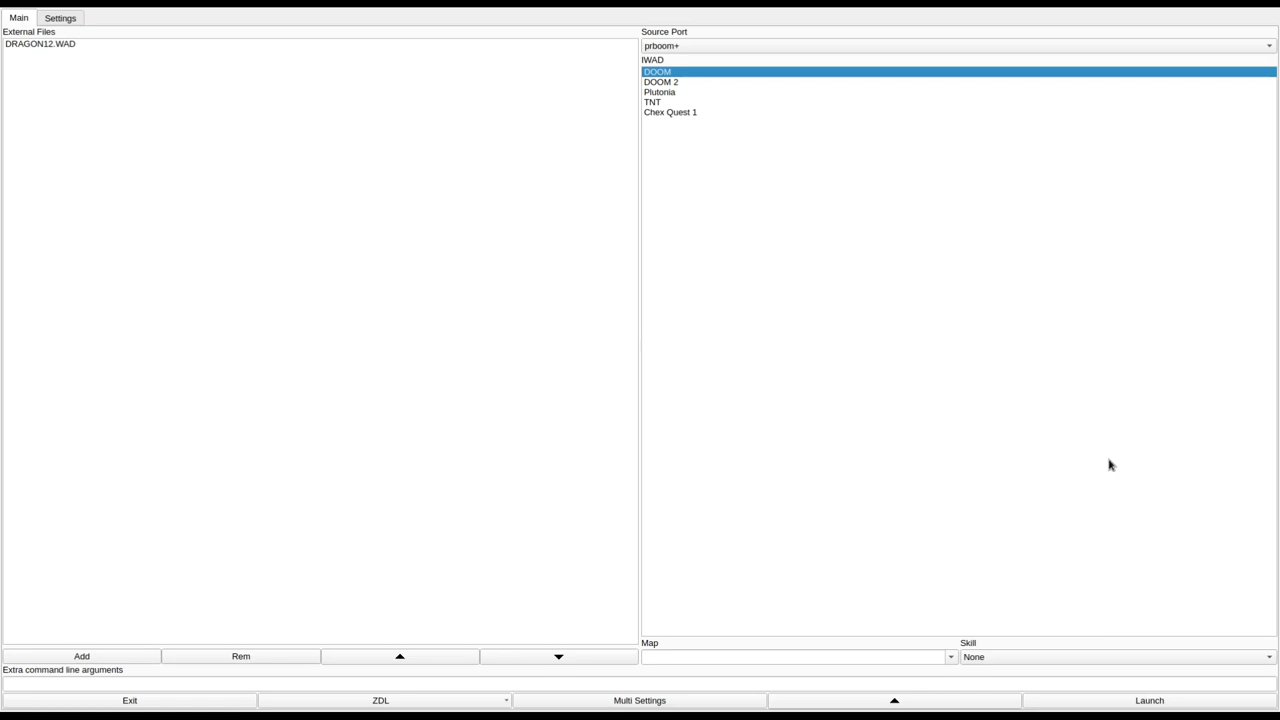 Main
Settings
External Files
DRAGON12.WAD
Source Port
prboom+
IWAD
DOOM
DOOM 2
Plutonia
TNT
Chex Quest 1
Map
Skill
None
Add
Rem
Extra command line arguments
Exit
ZDL
Multi Settings
Launch